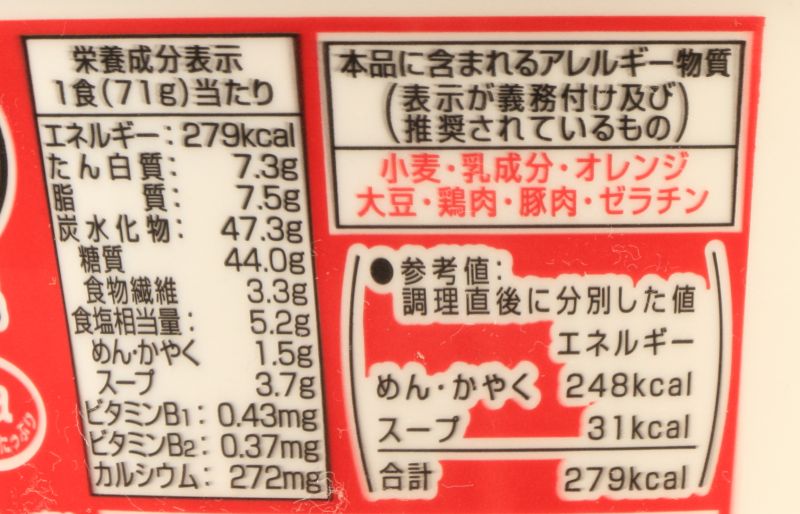 栄養成分表示
1食(71g)当たり
エネルギー: 279kcal
たん白質: 7.3g
脂質: 7.5g
炭水化物: 47.3g
糖質 44.0g
食物繊維 3.3g
食塩相当量: 5.2g
めん・かやく 1.5g
スープ 3.7g
ビタミンB1: 0.43mg
ビタミンB2: 0.37mg
カルシウム: 272mg
本品に含まれるアレルギー物質
(表示が義務付け及び
推奨されているもの)
小麦・乳成分・オレンジ
大豆・鶏肉・豚肉・ゼラチン
●参考値:
調理直後に分別した値
エネルギー
めん・かやく 248kcal
スープ 31kcal
合計 279kcal
たっぷり